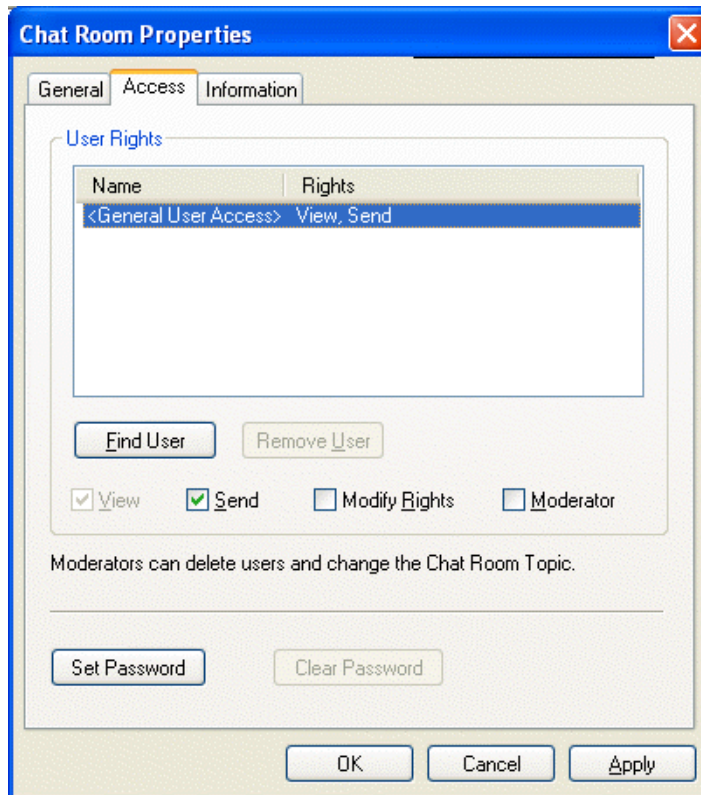 Chat Room Properties
General Access Information
User Rights
Name Rights
<General User Access> View, Send
Find User Remove User
View Send Modify Rights Moderator
Moderators can delete users and change the Chat Room Topic.
Set Password Clear Password
OK Cancel Apply